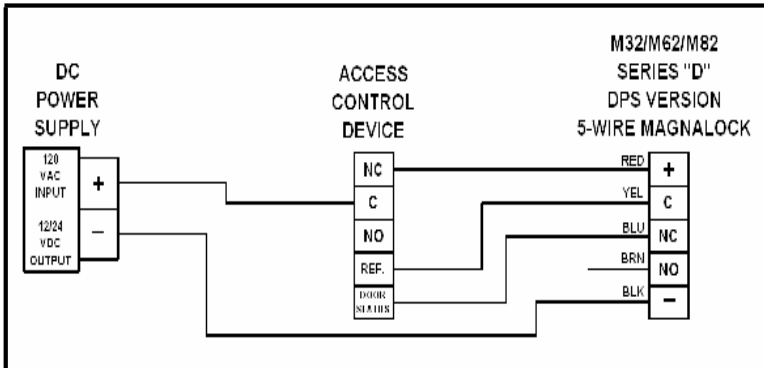 DC
POWER
SUPPLY
120
VAC
INPUT
12/24
VDC
OUTPUT
+
−
ACCESS
CONTROL
DEVICE
NC
C
NO
REF.
DOOR
STATUS
M32/M62/M82
SERIES "D"
DPS VERSION
5-WIRE MAGNALOCK
RED +
YEL C
BLU NC
BRN NO
BLK −